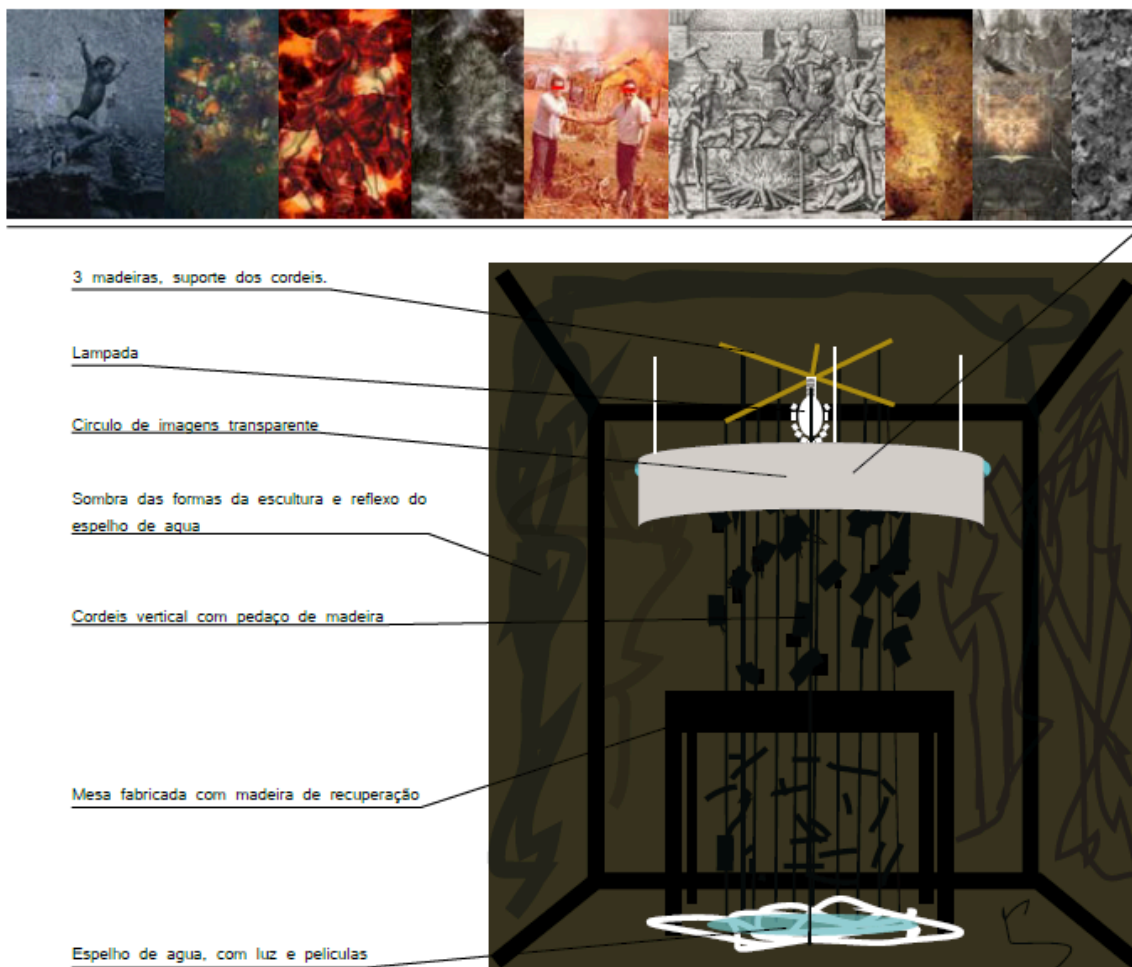 3 madeiras, suporte dos cordeis.
Lampada
Circulo de imagens transparente
Sombra das formas da escultura e reflexo do
espelho de agua
Cordeis vertical com pedaço de madeira
Mesa fabricada com madeira de recuperação
Espelho de agua, com luz e peliculas